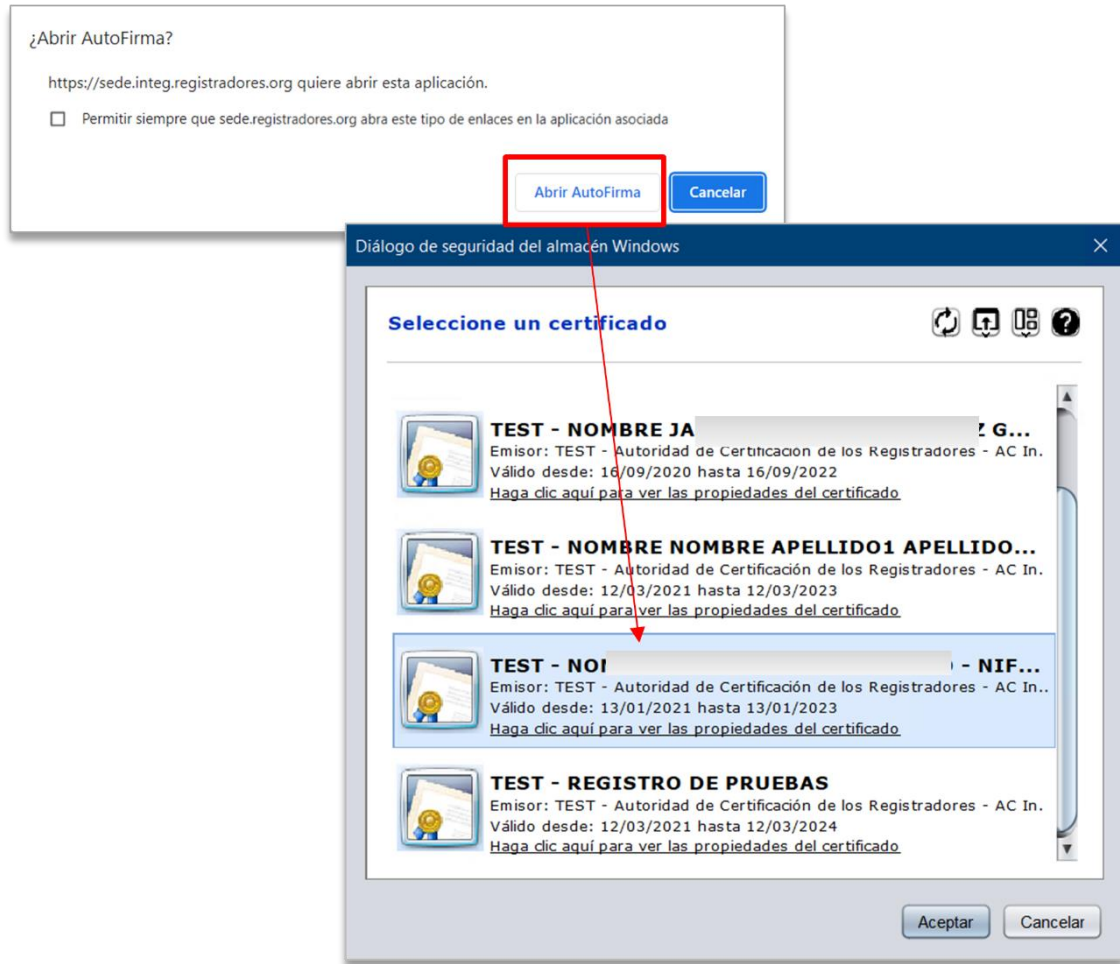 ¿Abrir AutoFirma?
https://sede.integ.registradores.org quiere abrir esta aplicación.
Permitir siempre que sede.registradores.org abra este tipo de enlaces en la aplicación asociada
Abrir AutoFirma
Cancelar
Diálogo de seguridad del almacén Windows
Seleccione un certificado
TEST - NOMBRE JA Z G...
Emisor: TEST - Autoridad de Certificación de los Registradores - AC In.
Válido desde: 16/09/2020 hasta 16/09/2022
Haga clic aquí para ver las propiedades del certificado
TEST - NOMBRE NOMBRE APELLIDO1 APELLIDO...
Emisor: TEST - Autoridad de Certificación de los Registradores - AC In.
Válido desde: 12/03/2021 hasta 12/03/2023
Haga clic aquí para ver las propiedades del certificado
TEST - - NIF...
Emisor: TEST - Autoridad de Certificación de los Registradores - AC In..
Válido desde: 13/01/2021 hasta 13/01/2023
Haga clic aquí para ver las propiedades del certificado
TEST - REGISTRO DE PRUEBAS
Emisor: TEST - Autoridad de Certificación de los Registradores - AC In.
Válido desde: 12/03/2021 hasta 12/03/2024
Haga clic aquí para ver las propiedades del certificado
Aceptar
Cancelar